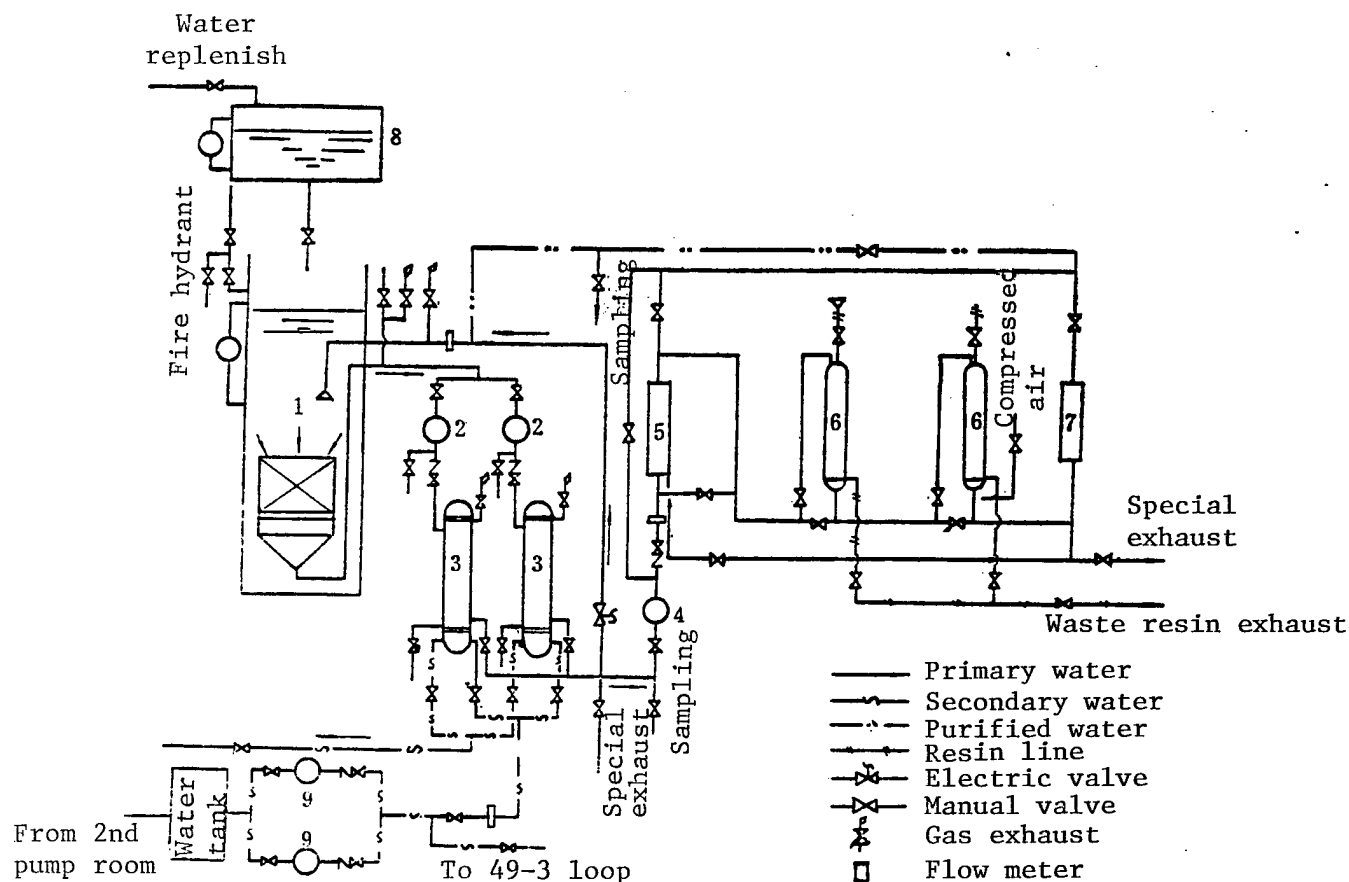 Water
replenish
8
Fire hydrant
Sampling
Compressed
air
1
2
2
5
6
6
7
3
3
4
Special
exhaust
Waste resin exhaust
Sampling
Special
exhaust
Primary water
Secondary water
Purified water
Resin line
Electric valve
Manual valve
Gas exhaust
Flow meter
Water
tank
9
9
From 2nd
pump room
To 49-3 loop